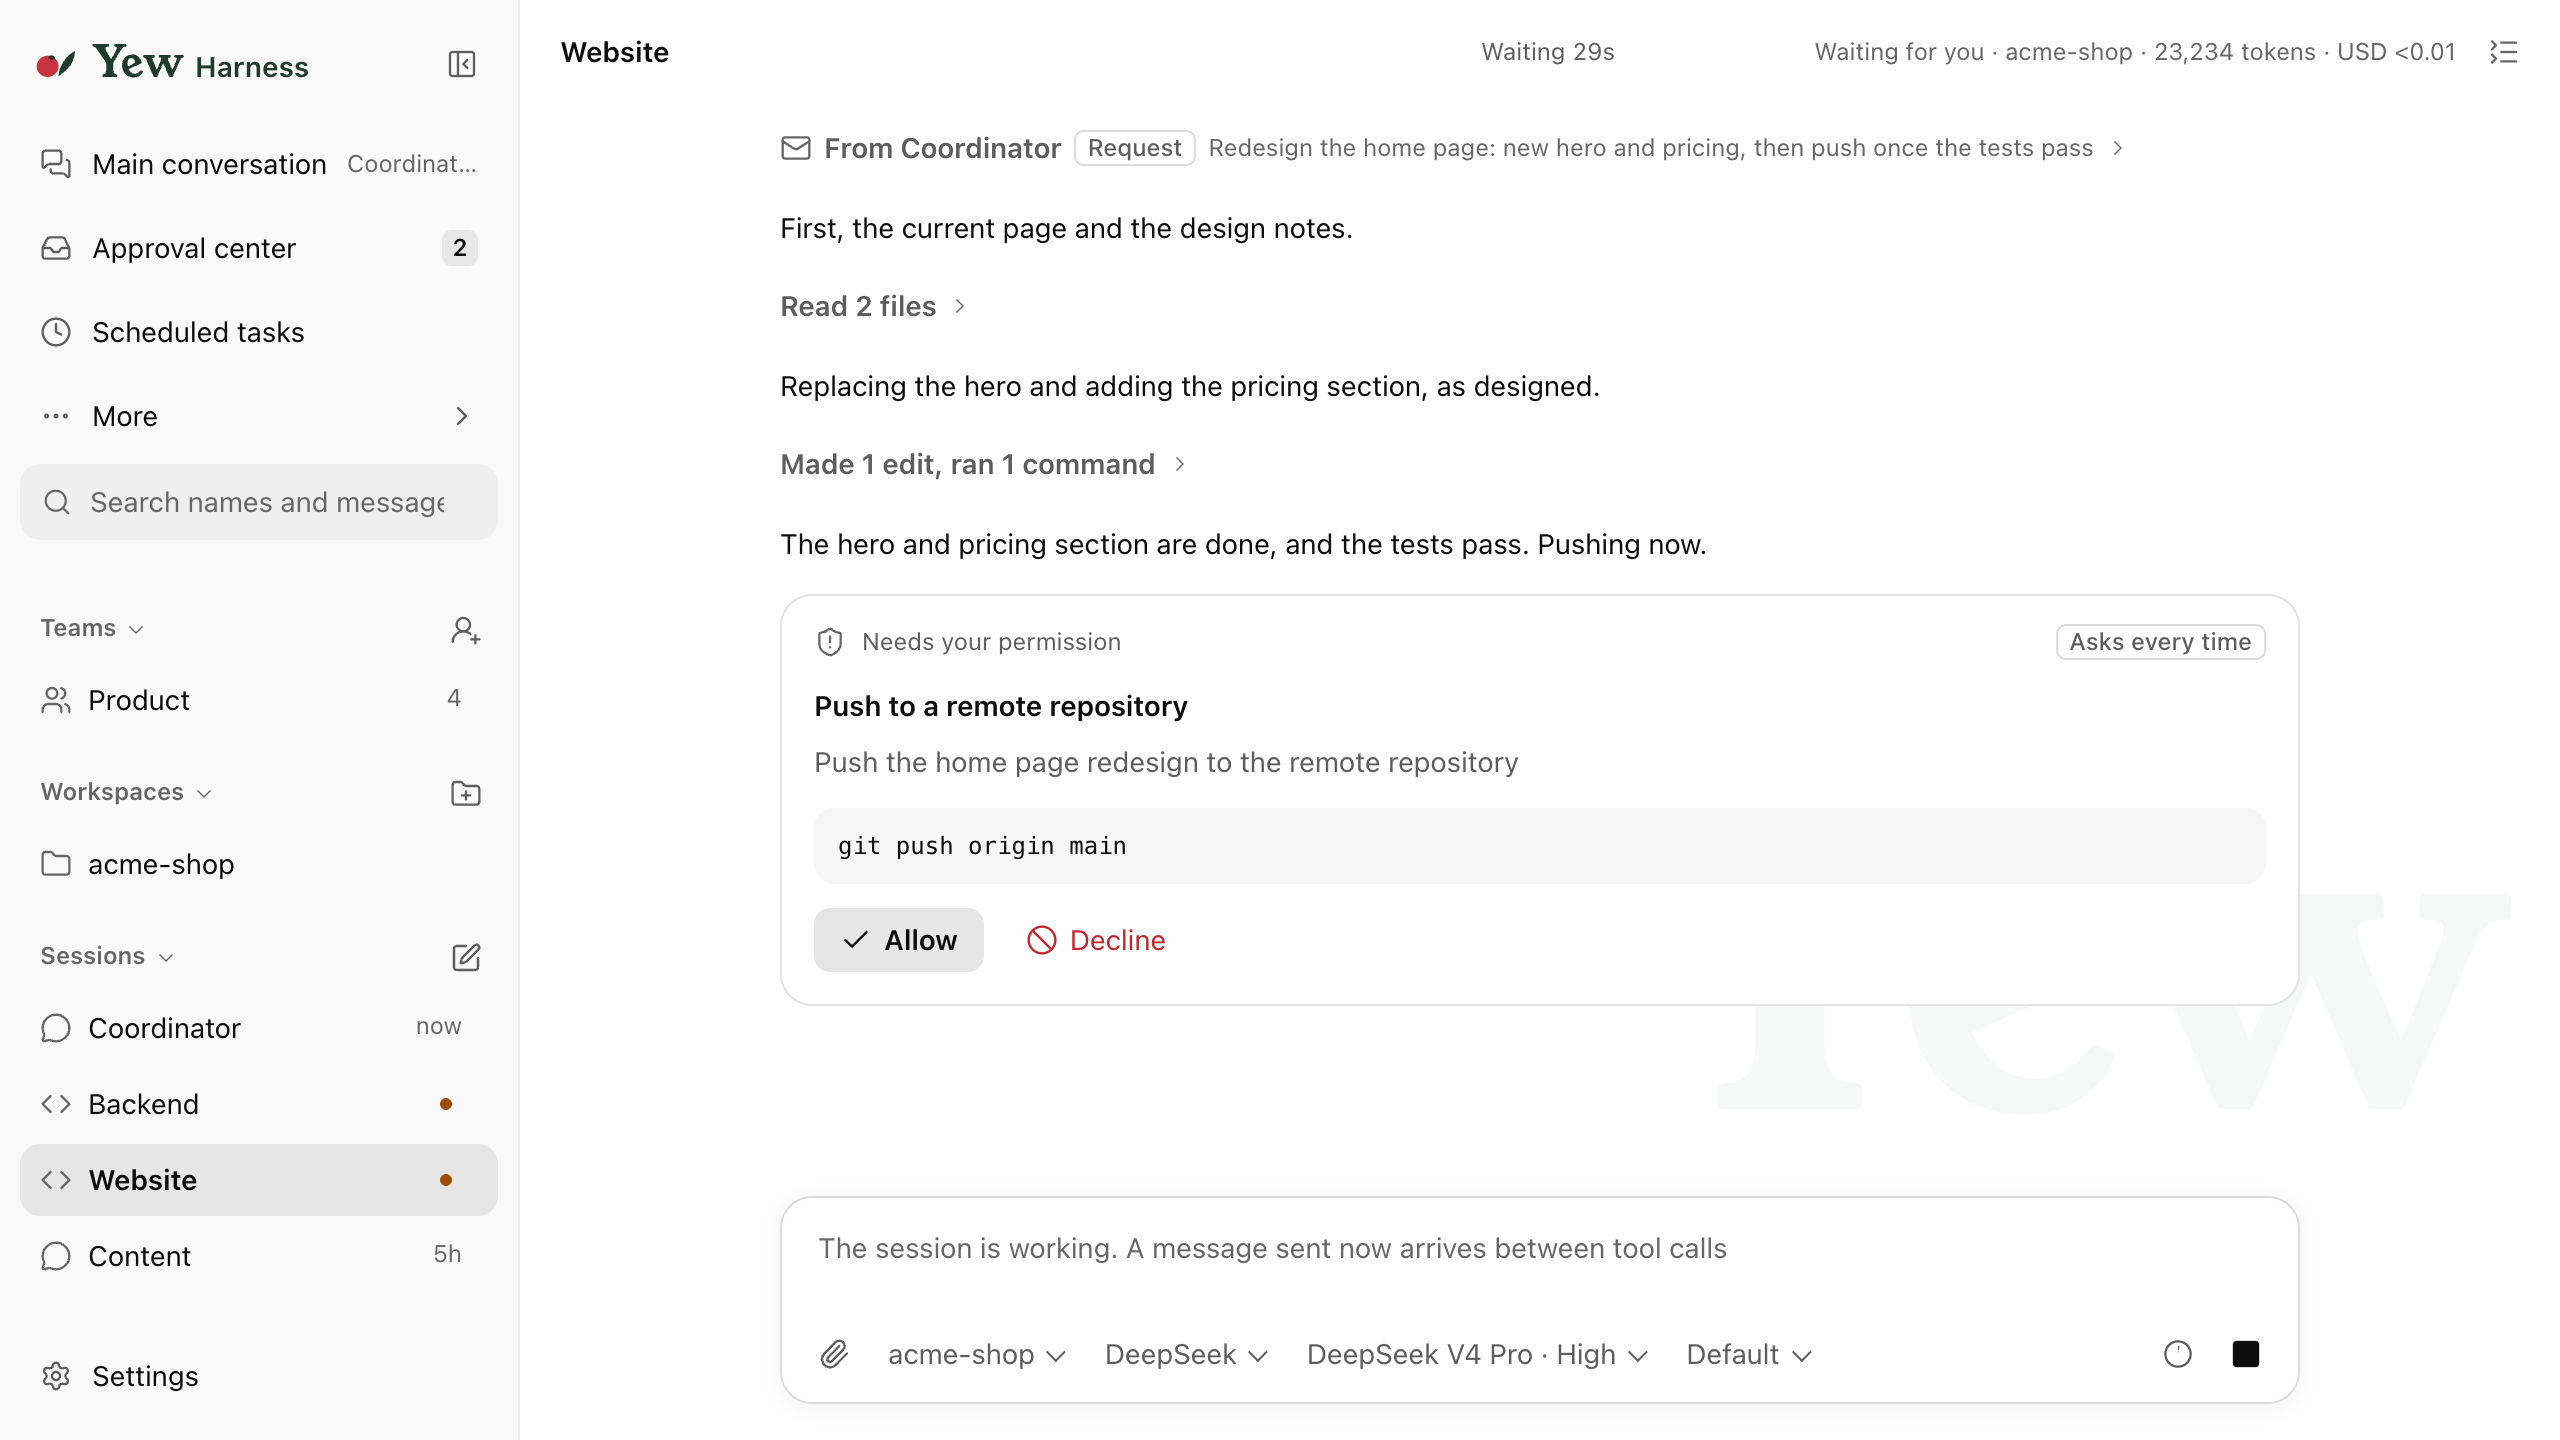 Yew Harness
Main conversation Coordinat...
Approval center 2
Scheduled tasks
More
Search names and message
Teams
Product 4
Workspaces
acme-shop
Sessions
Coordinator now
Backend
Website
Content 5h
Settings
Website Waiting 29s Waiting for you · acme-shop · 23,234 tokens · USD <0.01
From Coordinator Request Redesign the home page: new hero and pricing, then push once the tests pass
First, the current page and the design notes.
Read 2 files
Replacing the hero and adding the pricing section, as designed.
Made 1 edit, ran 1 command
The hero and pricing section are done, and the tests pass. Pushing now.
Needs your permission Asks every time
Push to a remote repository
Push the home page redesign to the remote repository
git push origin main
Allow Decline
Yew
The session is working. A message sent now arrives between tool calls
acme-shop DeepSeek DeepSeek V4 Pro · High Default